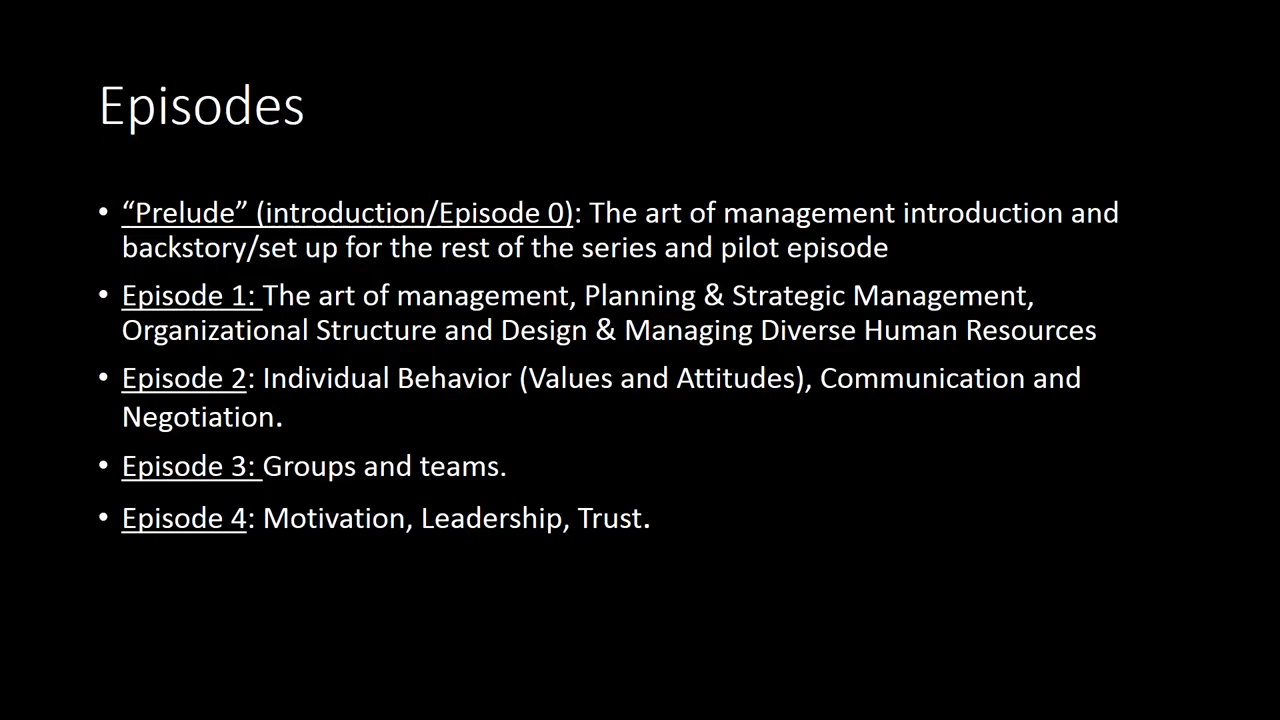 Episodes
• “Prelude” (introduction/Episode 0): The art of management introduction and
backstory/set up for the rest of the series and pilot episode
• Episode 1: The art of management, Planning & Strategic Management,
Organizational Structure and Design & Managing Diverse Human Resources
• Episode 2: Individual Behavior (Values and Attitudes), Communication and
Negotiation.
• Episode 3: Groups and teams.
• Episode 4: Motivation, Leadership, Trust.